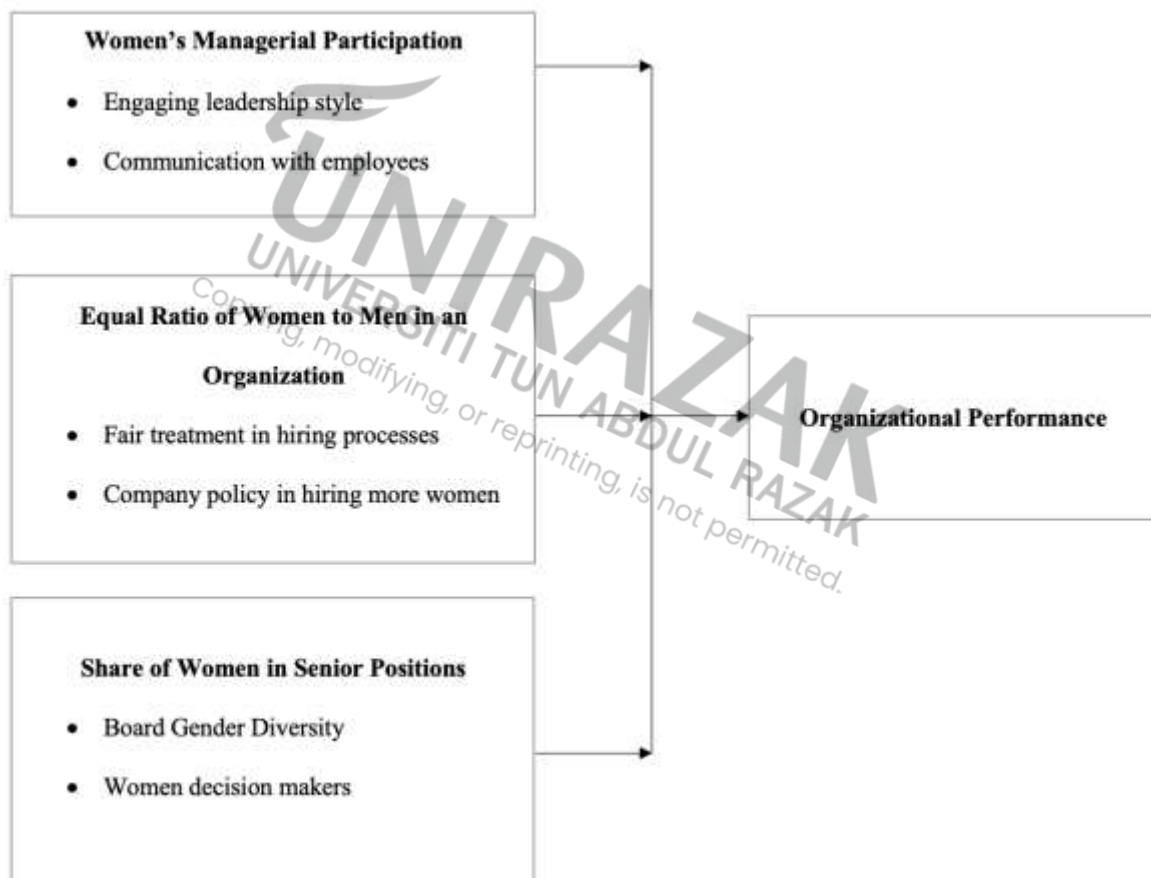 Women's Managerial Participation
• Engaging leadership style
• Communication with employees
Equal Ratio of Women to Men in an
Organization
• Fair treatment in hiring processes
• Company policy in hiring more women
Share of Women in Senior Positions
• Board Gender Diversity
• Women decision makers
Organizational Performance
UNIRAZAK
UNIVERSITI TUN ABDUL RAZAK
Copying, modifying, or reprinting, is not permitted.